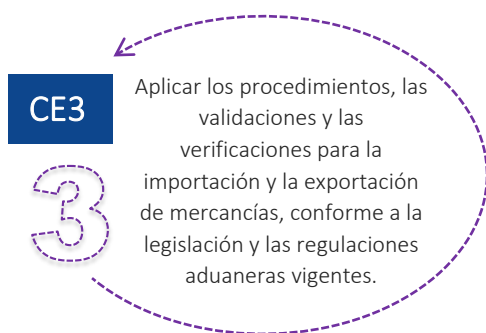 CE3
3
Aplicar los procedimientos, las
validaciones y las
verificaciones para la
importación y la exportación
de mercancías, conforme a la
legislación y las regulaciones
aduaneras vigentes.